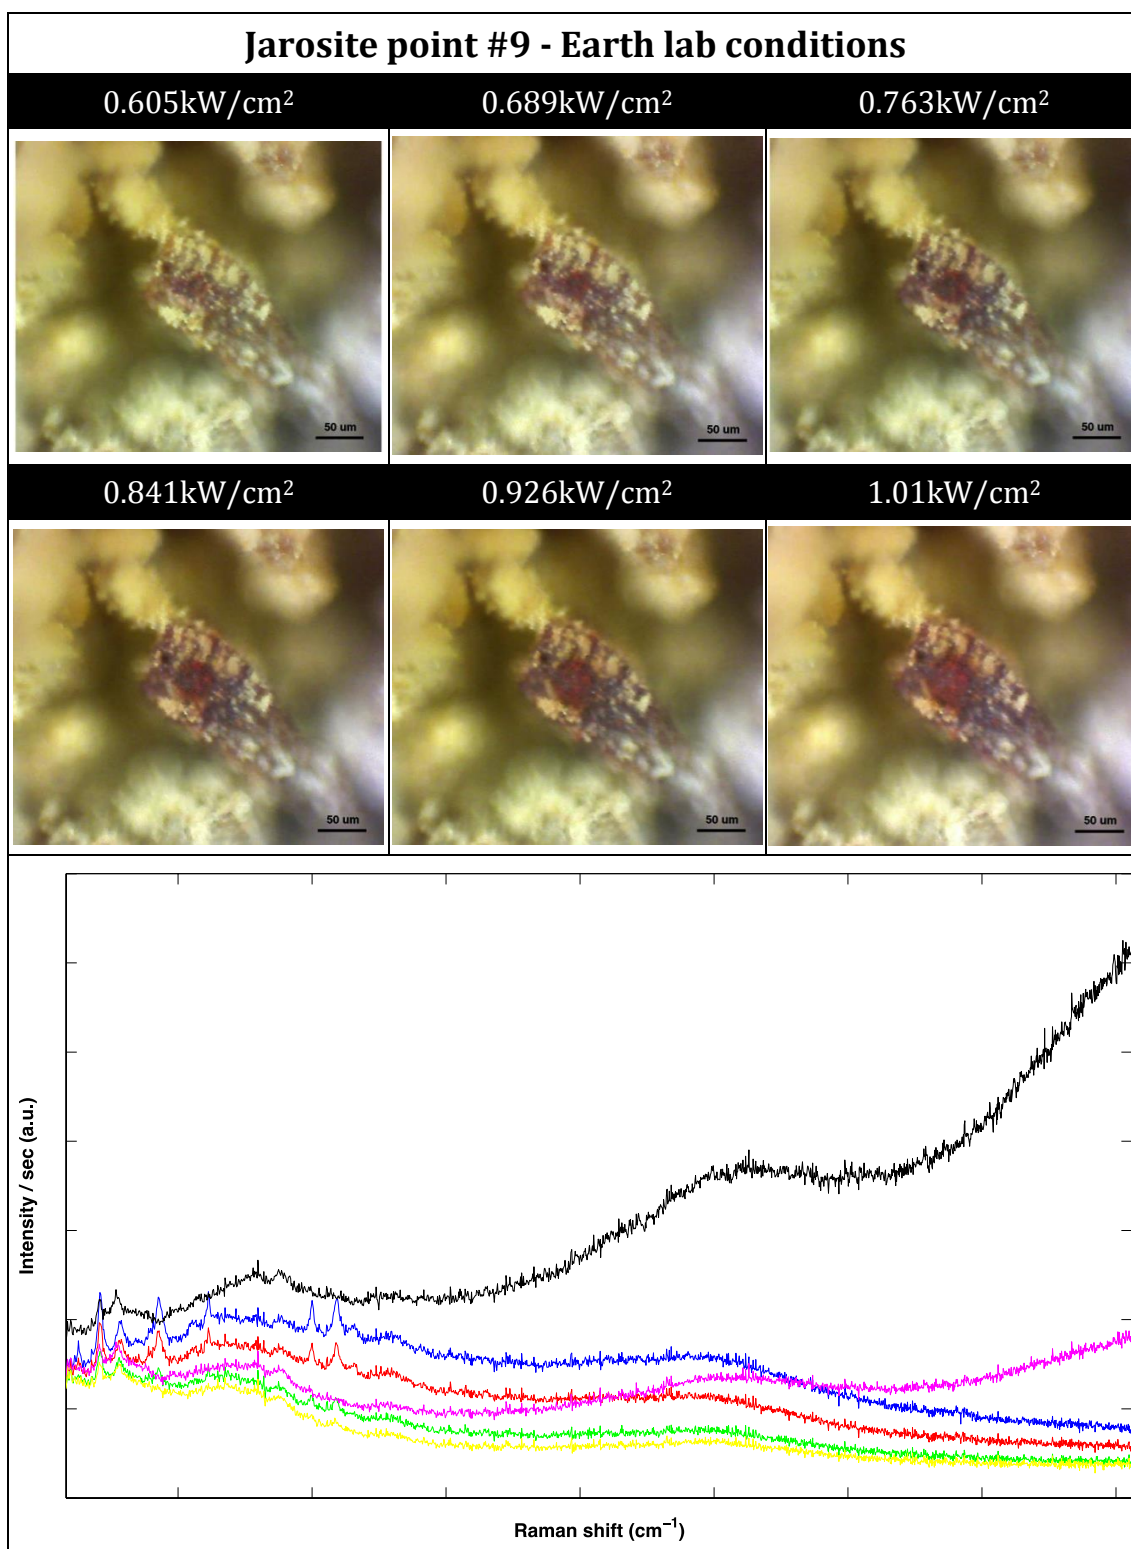 Jarosite point #9 - Earth lab conditions
0.605kW/cm²
0.689kW/cm²
0.763kW/cm²
50 um
50 um
50 um
0.841kW/cm²
0.926kW/cm²
1.01kW/cm²
50 um
50 um
50 um
Intensity / sec (a.u.)
Raman shift (cm⁻¹)